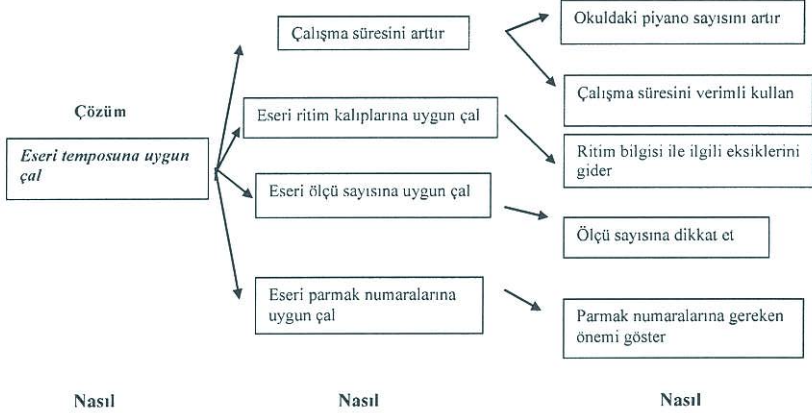 Çözüm
Eseri temposuna uygun
çal
Çalışma süresini arttır
Eseri ritim kalıplarına uygun çal
Eseri ölçü sayısına uygun çal
Eseri parmak numaralarına
uygun çal
Okuldaki piyano sayısını artır
Çalışma süresini verimli kullan
Ritim bilgisi ile ilgili eksiklerini
gider
Ölçü sayısına dikkat et
Parmak numaralarına gereken
önemi göster
Nasıl
Nasıl
Nasıl